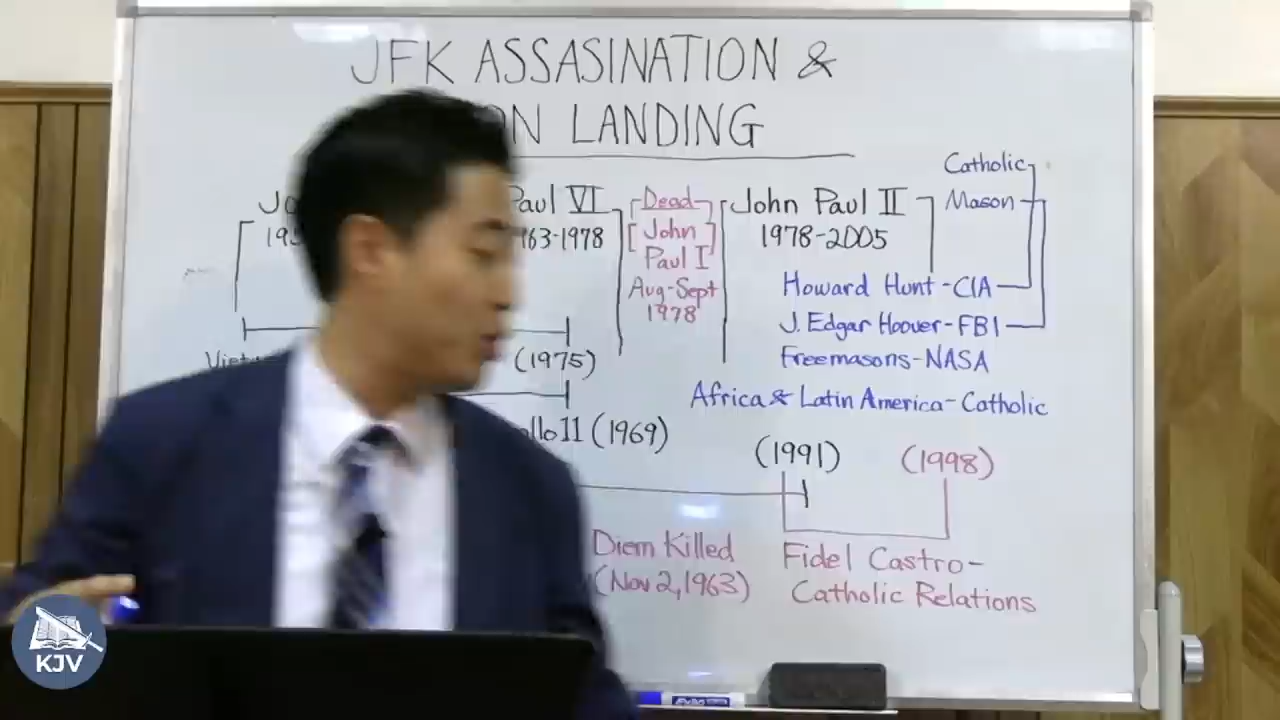 JFK ASSASINATION &
LANDING
Catholic
Mason
Paul VI
63-1978
Dead
John
Paul I
Aug-Sept
1978
John Paul II
1978-2005
Howard Hunt-CIA
J. Edgar Hoover-FBI
Freemasons-NASA
Africa & Latin America-Catholic
(1975)
11 (1969)
(1991)
(1998)
Diem Killed
(Nov 2, 1963)
Fidel Castro-
Catholic Relations
KJV